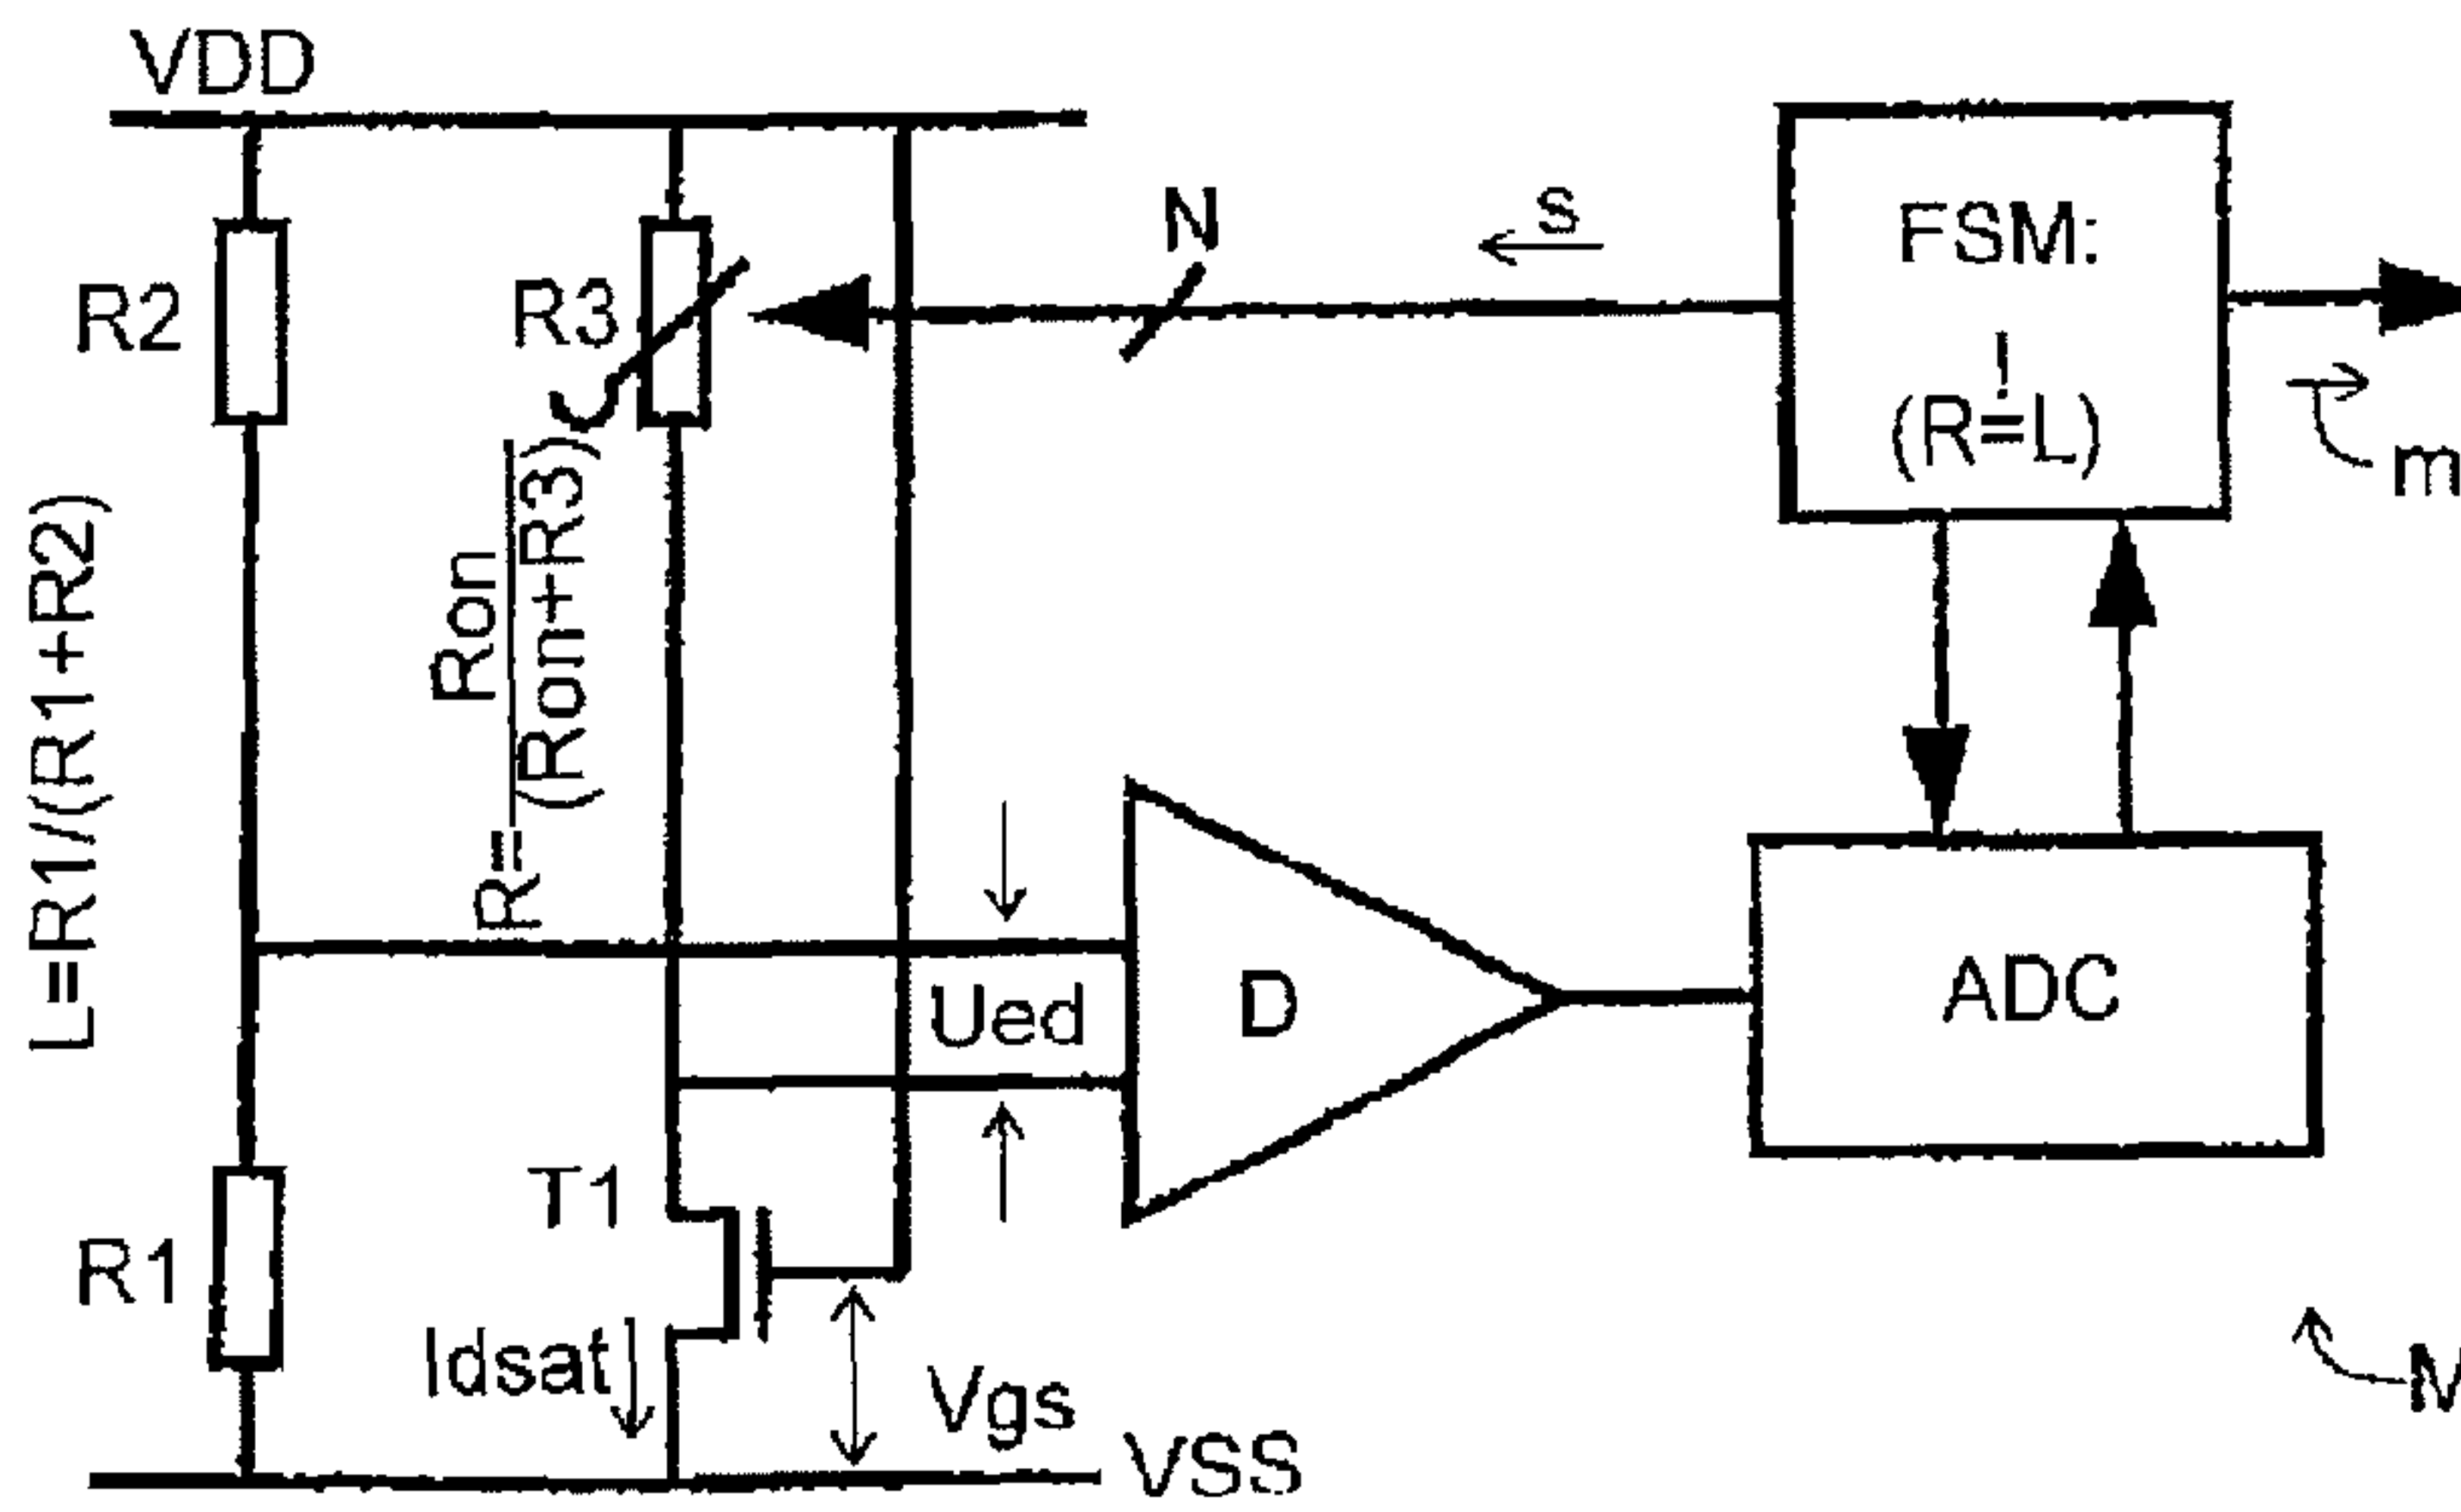 VDD
R2
R3
N
s
FSM:
!
(R=L)
m
L=R1/(R1+R2)
R=
Ron
(Ron+R3)
Ued
D
ADC
T1
R1
Idsat
Vgs
VSS